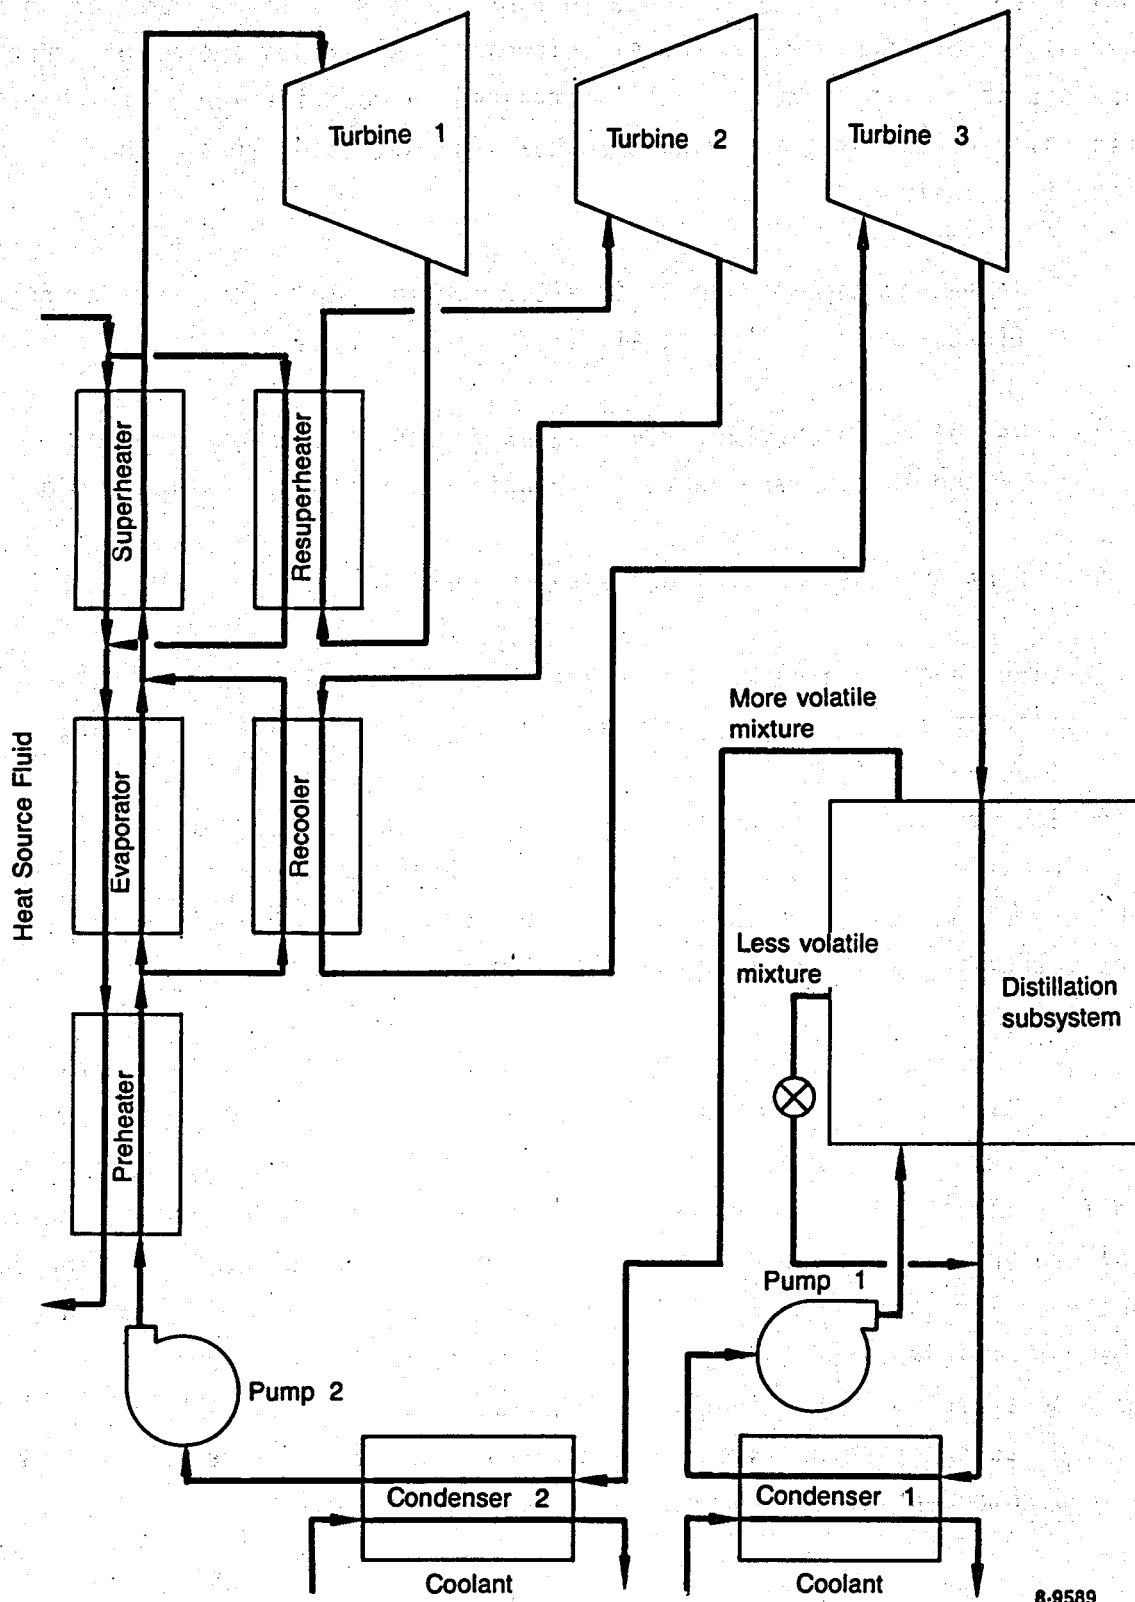 Turbine 1
Turbine 2
Turbine 3
Superheater
Resuperheater
Heat Source Fluid
Evaporator
Recooler
More volatile
mixture
Less volatile
mixture
Distillation
subsystem
Preheater
Pump 1
Pump 2
Condenser 2
Condenser 1
Coolant
Coolant
8-9589